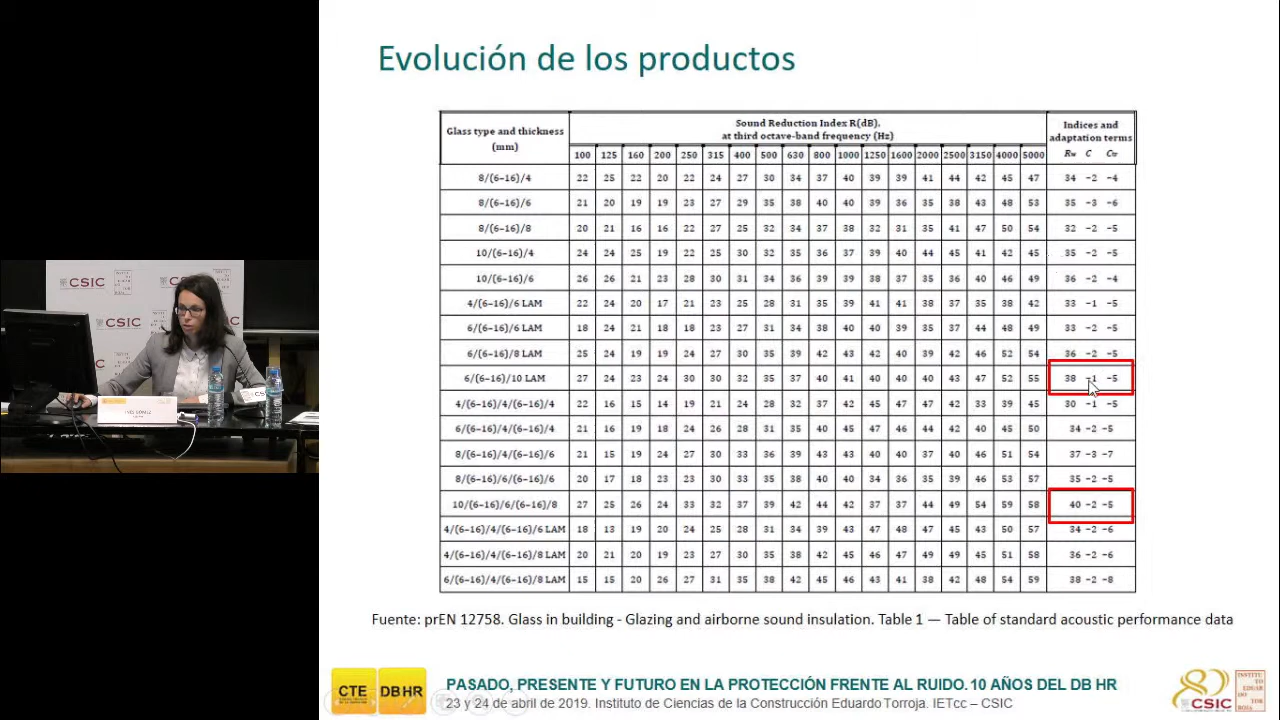 Evolución de los productos
Glass type and thickness (mm) Sound Reduction Index R(dB). at third octave-band frequency (Hz) Indices and adaptation terms
100 125 160 200 250 315 400 500 630 800 1000 1250 1600 2000 2500 3150 4000 5000 Rw C Ctr
8/(6–16)/4 22 25 22 20 22 24 27 30 34 37 40 39 39 41 44 42 45 47 34 –2 –4
8/(6–16)/6 21 20 19 19 23 27 29 35 38 40 40 39 36 35 38 43 48 53 35 –3 –6
8/(6–16)/8 20 21 16 16 22 27 25 32 34 37 38 32 31 35 41 47 50 54 32 –2 –5
10/(6–16)/4 24 24 25 19 22 25 30 32 35 36 37 39 40 44 45 41 42 45 35 –2 –5
10/(6–16)/6 26 26 21 23 28 30 31 34 36 39 39 38 37 35 36 40 46 49 36 –2 –4
4/(6–16)/6 LAM 22 24 20 17 21 23 25 28 31 35 39 41 41 38 37 35 38 42 33 –1 –5
6/(6–16)/6 LAM 18 24 21 18 18 23 27 31 34 38 40 40 39 35 37 44 48 49 33 –2 –5
6/(6–16)/8 LAM 25 24 19 19 24 27 30 35 39 42 43 42 40 39 42 46 52 54 36 –2 –5
6/(6–16)/10 LAM 27 24 23 24 30 30 32 35 37 40 41 40 40 40 43 47 52 55 38 –1 –5
4/(6–16)/4/(6–16)/4 22 16 15 14 19 21 24 28 32 37 42 45 47 47 42 33 39 45 30 –1 –5
6/(6–16)/4/(6–16)/4 21 16 19 18 24 26 28 31 35 40 45 47 46 44 42 40 45 50 34 –2 –5
8/(6–16)/4/(6–16)/6 21 15 19 24 27 30 33 36 39 43 43 40 40 37 40 46 51 54 37 –3 –7
8/(6–16)/6/(6–16)/6 20 17 18 23 23 30 33 35 38 40 40 34 36 35 39 46 53 57 35 –2 –5
10/(6–16)/6/(6–16)/8 27 25 26 24 33 32 37 39 42 44 42 37 37 44 49 54 59 58 40 –2 –5
4/(6–16)/4/(6–16)/6 LAM 18 13 19 20 24 25 28 31 34 39 43 47 48 47 45 43 50 57 34 –2 –6
4/(6–16)/4/(6–16)/8 LAM 20 21 20 19 23 27 30 35 38 42 45 46 47 49 49 45 51 58 36 –2 –6
6/(6–16)/4/(6–16)/8 LAM 15 15 20 26 27 31 35 38 42 45 46 43 41 38 42 48 54 59 38 –2 –8
Fuente: prEN 12758. Glass in building - Glazing and airborne sound insulation. Table 1 — Table of standard acoustic performance data
CTE DB HR
PASADO, PRESENTE Y FUTURO EN LA PROTECCIÓN FRENTE AL RUIDO. 10 AÑOS DEL DB HR
23 y 24 de abril de 2019. Instituto de Ciencias de la Construcción Eduardo Torroja. IETcc – CSIC
80 CSIC
INSTITU
TO EDUAR
DO TOR
ROJA
CSIC
CSIC
CSIC